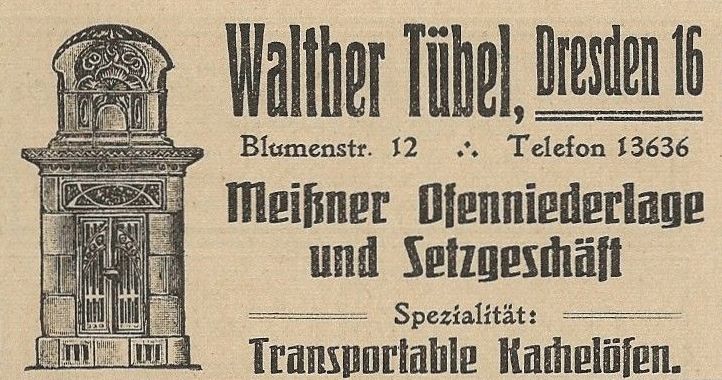 Walther Tübel, Dresden 16
Blumenstr. 12 ∴ Telefon 13636
Meißner Ofenniederlage
und Setzgeschäft
Spezialität:
Transportable Kachelöfen.